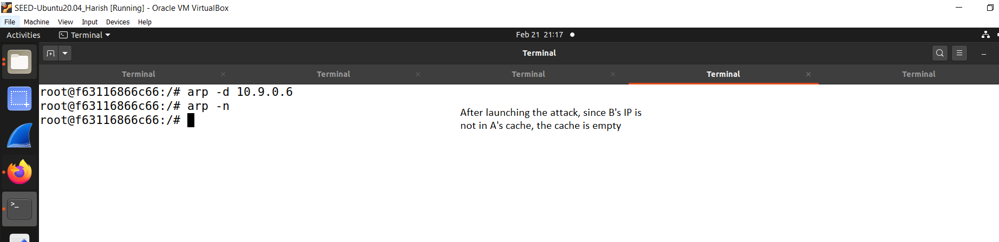 SEED-Ubuntu20.04_Harish [Running] - Oracle VM VirtualBox
File Machine View Input Devices Help
Activities Terminal Feb 21 21:17
Terminal
Terminal Terminal Terminal Terminal Terminal
root@f63116866c66:/# arp -d 10.9.0.6
root@f63116866c66:/# arp -n
root@f63116866c66:/#
After launching the attack, since B's IP is
not in A's cache, the cache is empty